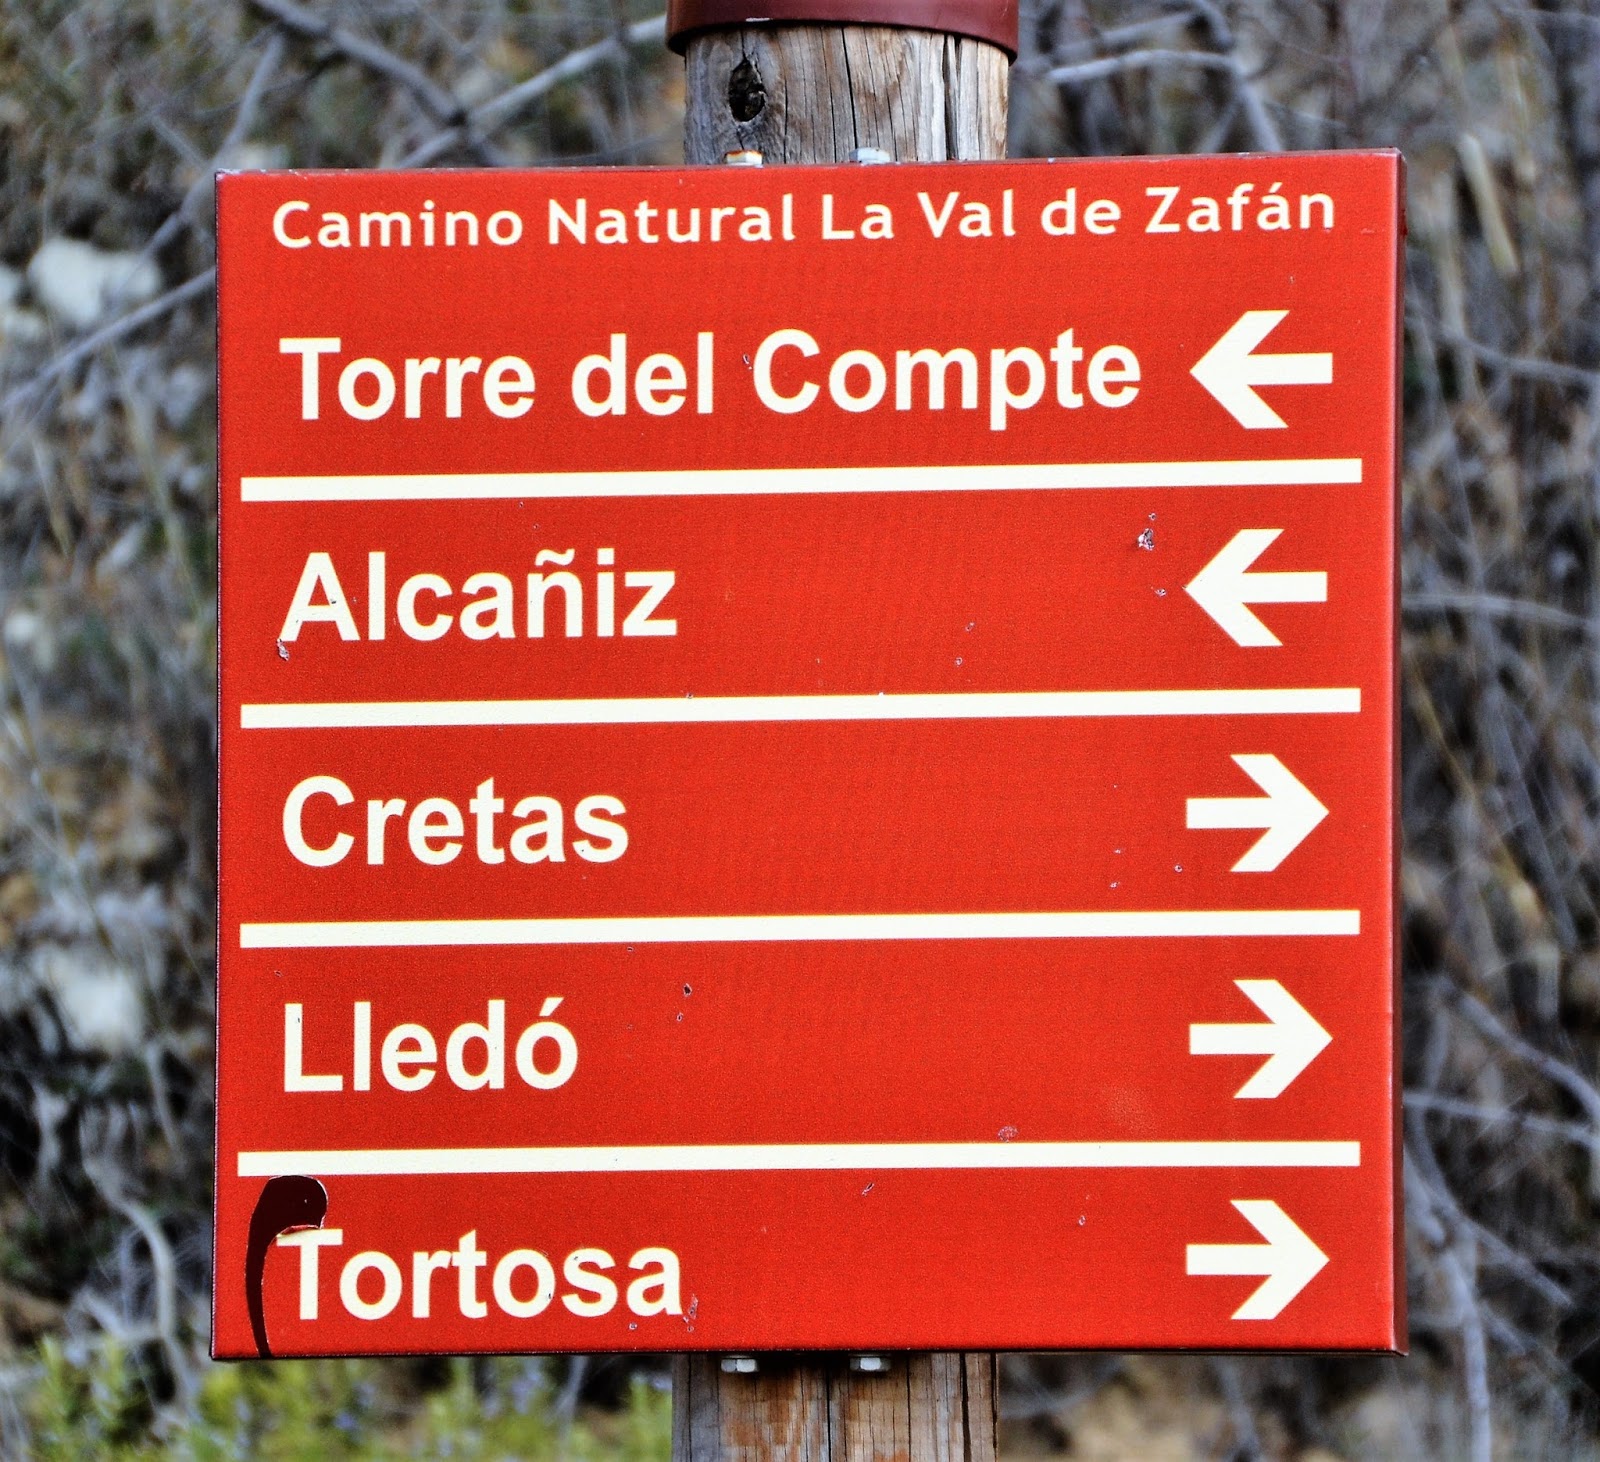 Camino Natural La Val de Zafán
Torre del Compte ←
Alcañiz ←
Cretas →
Lledó →
Tortosa →